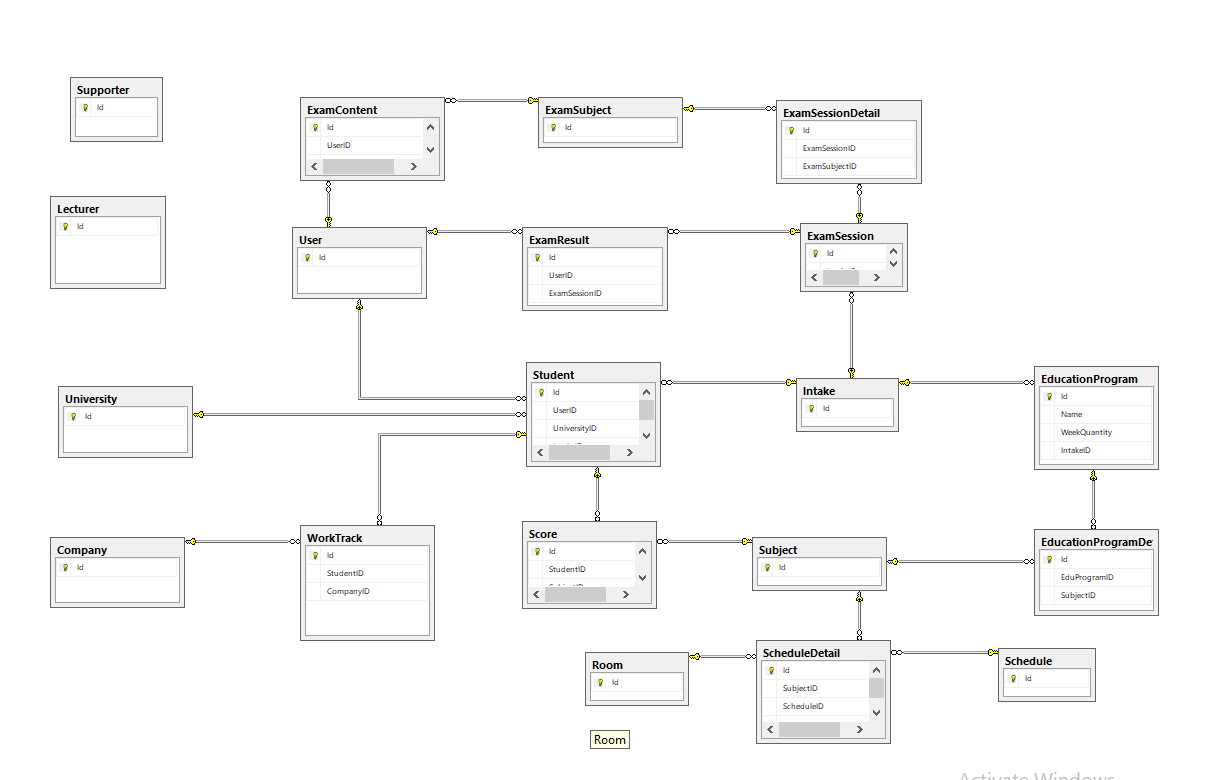 Supporter
Id
ExamContent
Id
UserID
ExamSubject
Id
ExamSessionDetail
Id
ExamSessionID
ExamSubjectID
Lecturer
Id
User
Id
ExamResult
Id
UserID
ExamSessionID
ExamSession
Id
University
Id
Student
Id
UserID
UniversityID
Intake
Id
EducationProgram
Id
Name
WeekQuantity
IntakeID
Company
Id
WorkTrack
Id
StudentID
CompanyID
Score
Id
StudentID
SubjectID
Subject
Id
EducationProgramDe
Id
EduProgramID
SubjectID
Room
Id
ScheduleDetail
Id
SubjectID
ScheduleID
Schedule
Id
Room
Activate Windows